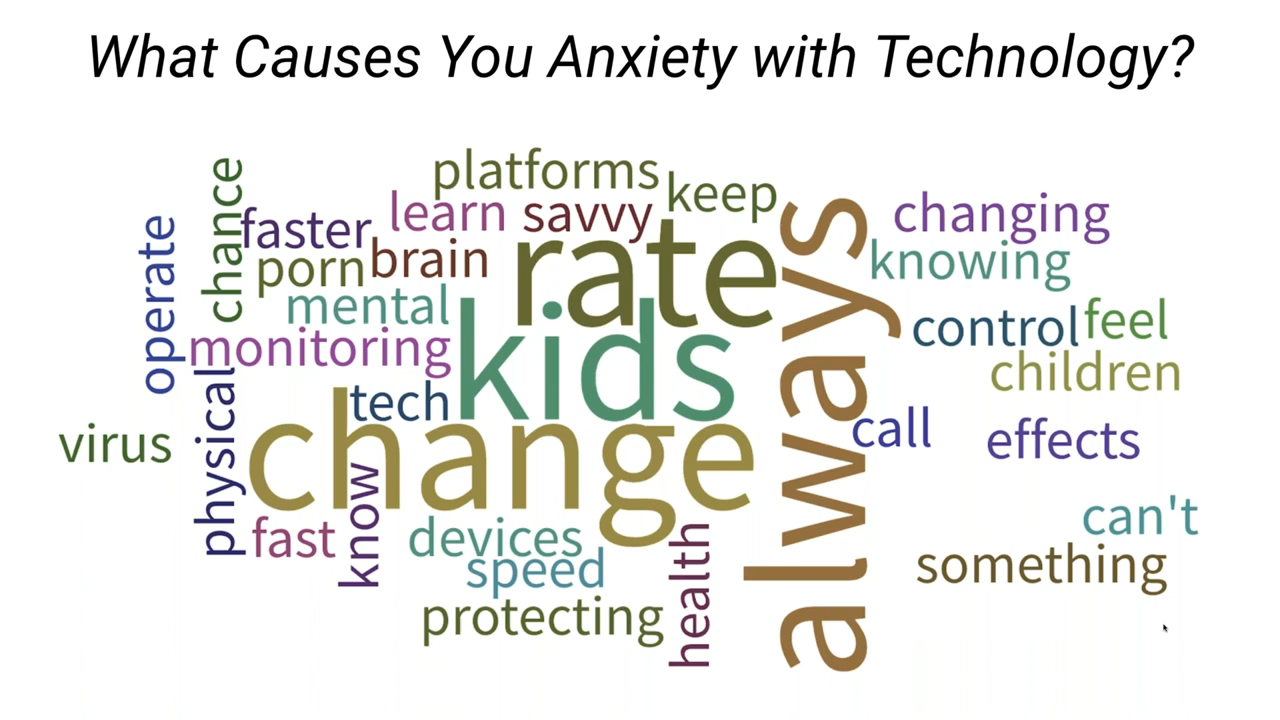 What Causes You Anxiety with Technology?
platforms
keep
chance
learn
savvy
changing
operate
faster
rate
always
porn
brain
knowing
mental
kids
control
feel
monitoring
children
tech
change
call
effects
virus
physical
know
fast
devices
can't
speed
health
something
protecting